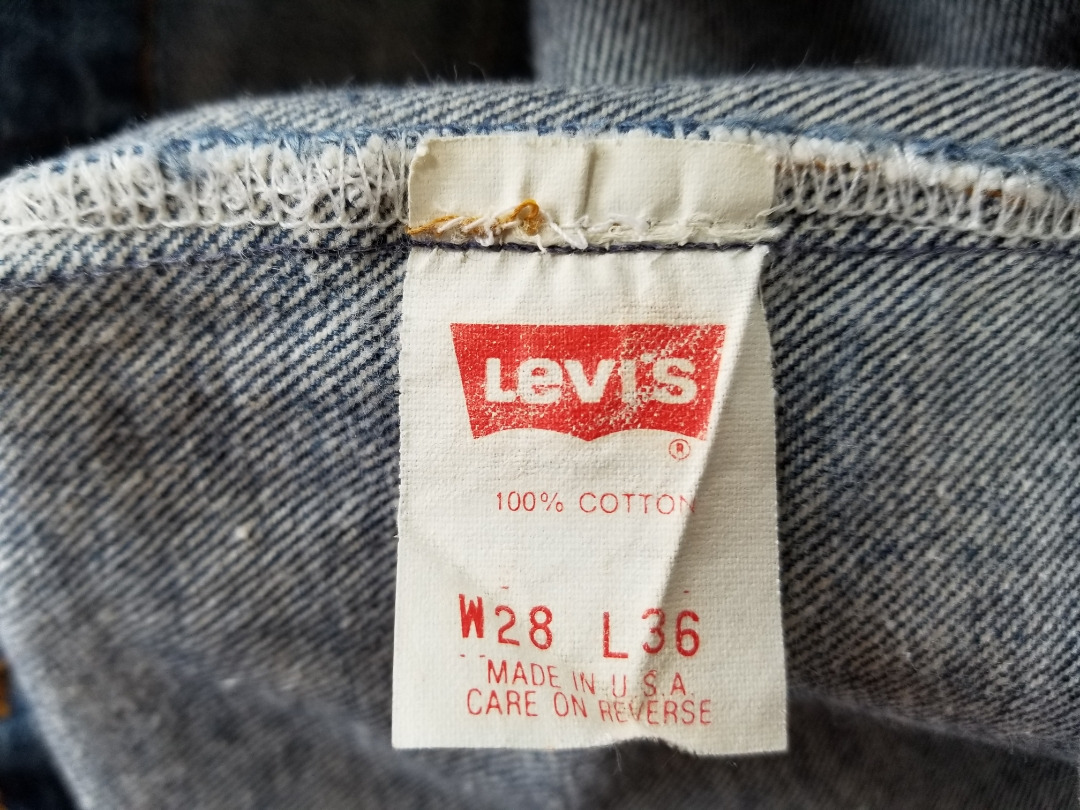 Levi's
®
100% COTTON
W28 L36
MADE IN U.S.A.
CARE ON REVERSE